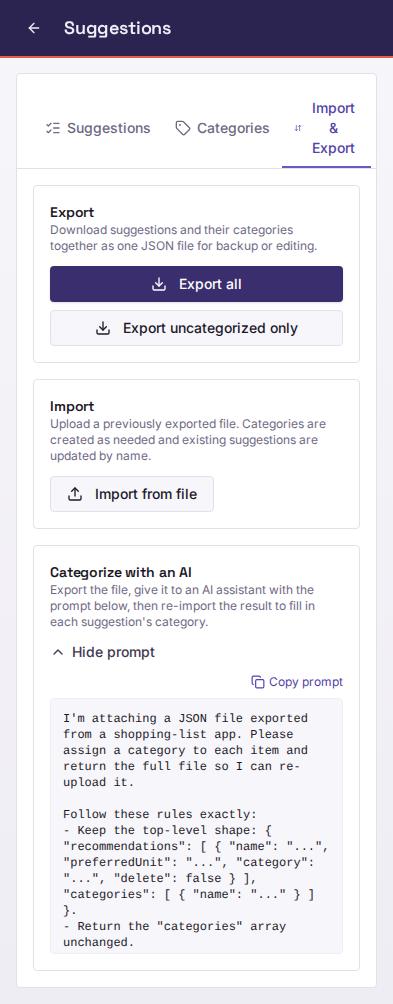 Suggestions
Suggestions
Categories
Import
&
Export
Export
Download suggestions and their categories
together as one JSON file for backup or editing.
Export all
Export uncategorized only
Import
Upload a previously exported file. Categories are
created as needed and existing suggestions are
updated by name.
Import from file
Categorize with an AI
Export the file, give it to an AI assistant with the
prompt below, then re-import the result to fill in
each suggestion's category.
Hide prompt
Copy prompt
I'm attaching a JSON file exported
from a shopping-list app. Please
assign a category to each item and
return the full file so I can re-
upload it.
Follow these rules exactly:
- Keep the top-level shape: {
"recommendations": [ { "name": "...",
"preferredUnit": "...", "category":
"...", "delete": false } ],
"categories": [ { "name": "..." } ]
}.
- Return the "categories" array
unchanged.